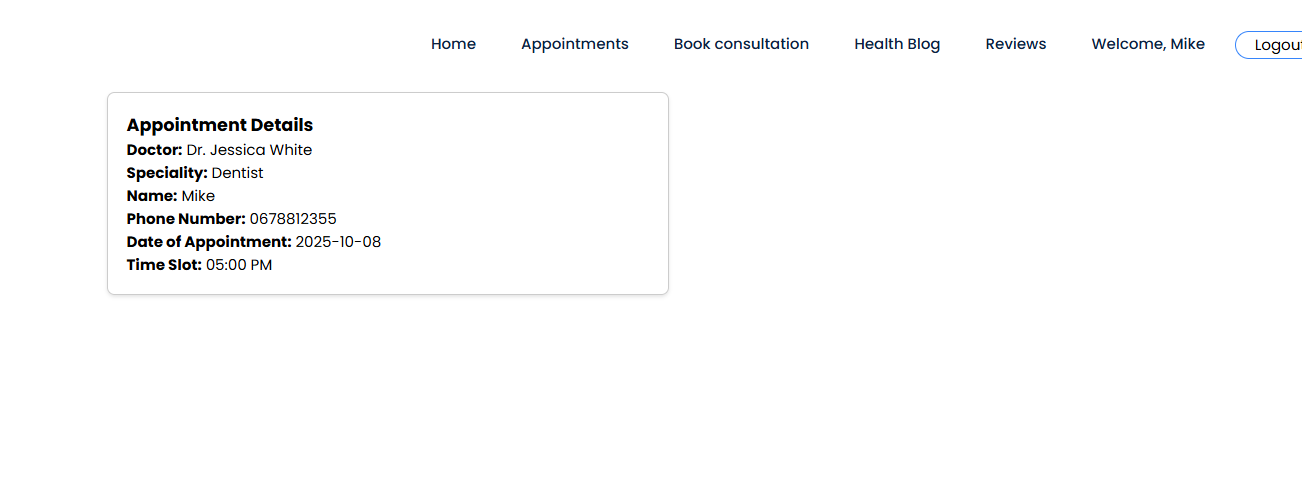 Home Appointments Book consultation Health Blog Reviews Welcome, Mike Logou
Appointment Details
Doctor: Dr. Jessica White
Speciality: Dentist
Name: Mike
Phone Number: 0678812355
Date of Appointment: 2025-10-08
Time Slot: 05:00 PM